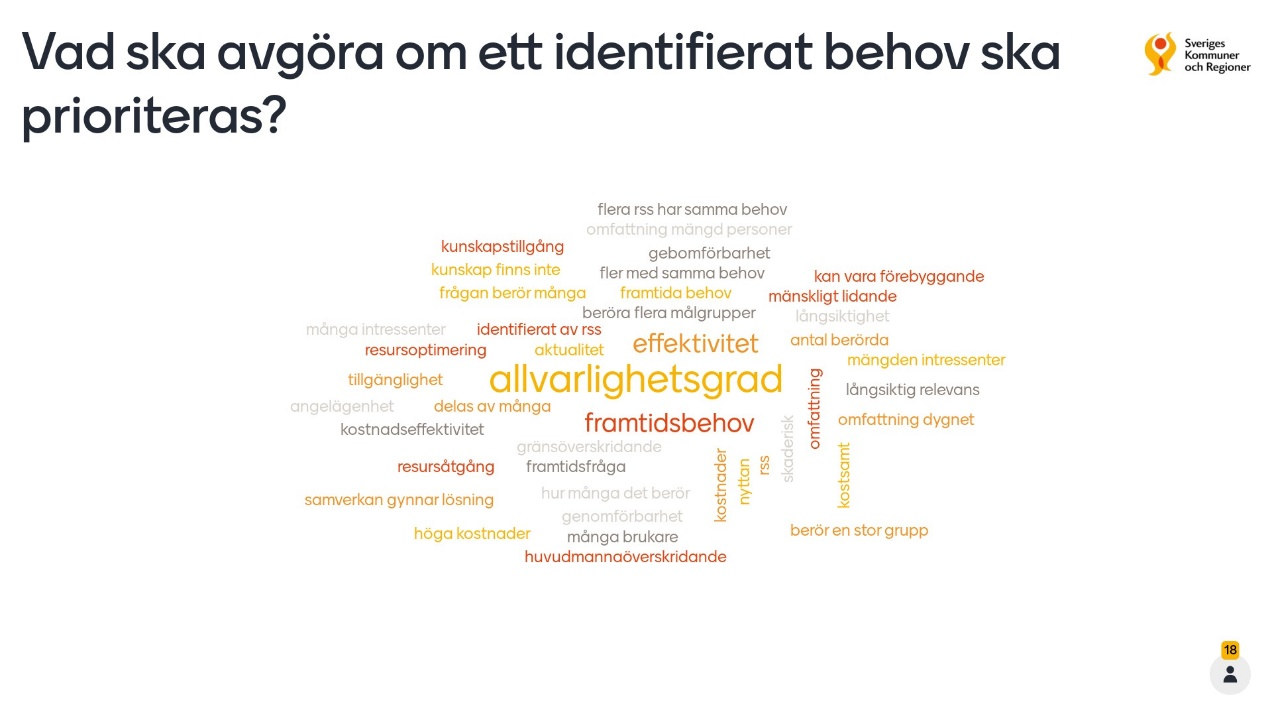 Vad ska avgöra om ett identifierat behov ska
prioriteras?
Sveriges
Kommuner
och Regioner
flera rss har samma behov
omfattning mängd personer
kunskapstillgång
gebomförbarhet
kunskap finns inte
fler med samma behov
kan vara förebyggande
frågan berör många
framtida behov
mänskligt lidande
beröra flera målgrupper
långsiktighet
många intressenter
identifierat av rss
effektivitet
antal berörda
resursoptimering
aktualitet
mängden intressenter
tillgänglighet
allvarlighetsgrad
omfattning
långsiktig relevans
angelägenhet
delas av många
framtidsbehov
omfattning dygnet
kostnadseffektivitet
gränsöverskridande
skaderisk
resursåtgång
framtidsfråga
kostnader
nyttan
rss
kostsamt
samverkan gynnar lösning
hur många det berör
genomförbarhet
höga kostnader
många brukare
berör en stor grupp
huvudmannaöverskridande
18